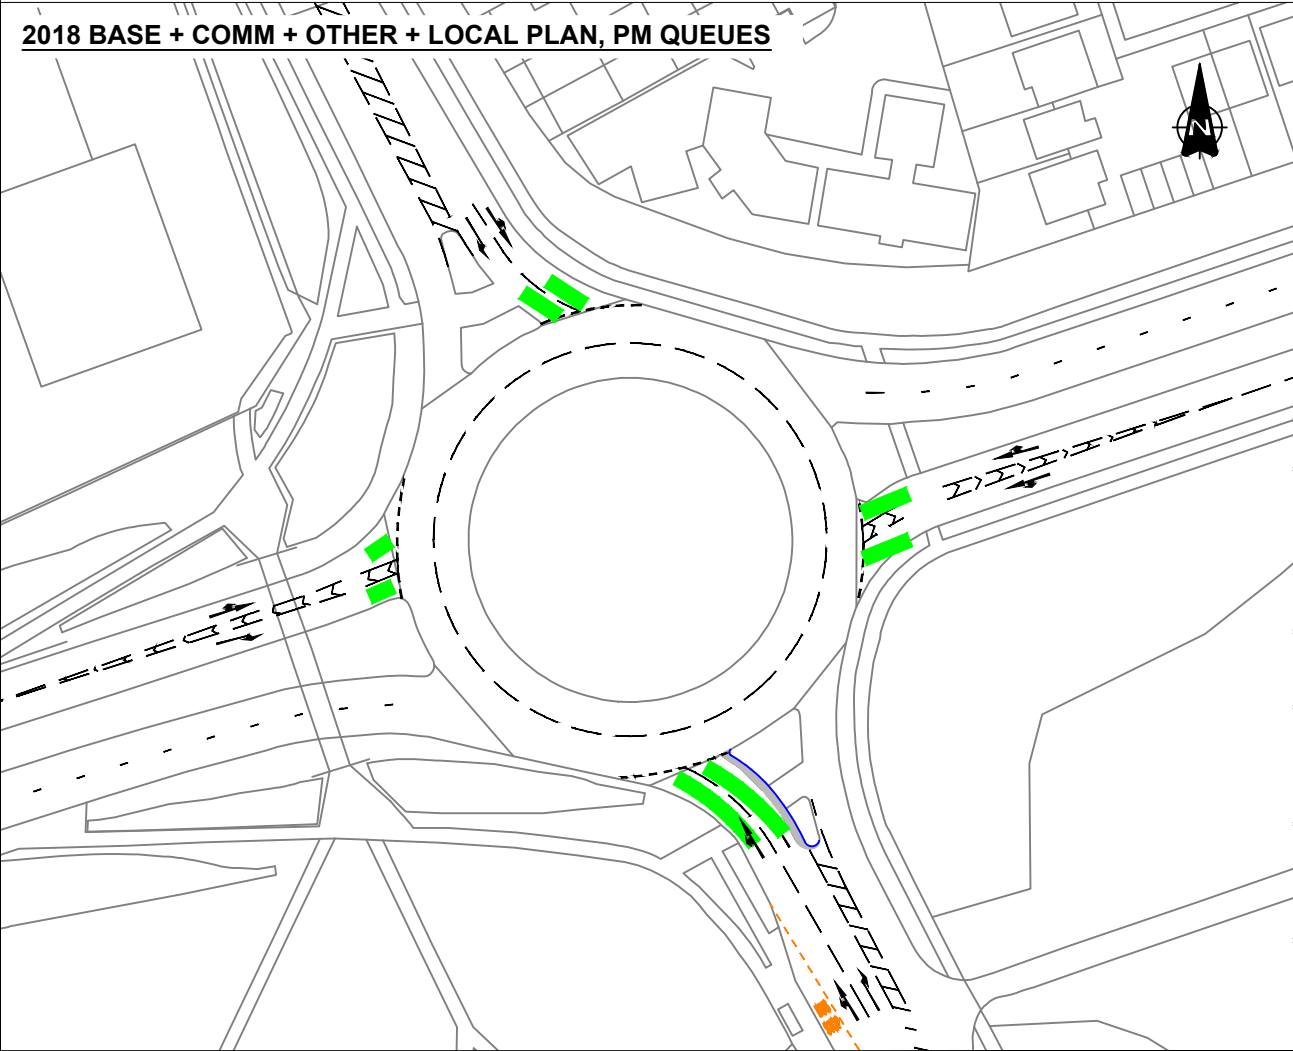 2018 BASE + COMM + OTHER + LOCAL PLAN, PM QUEUES
N